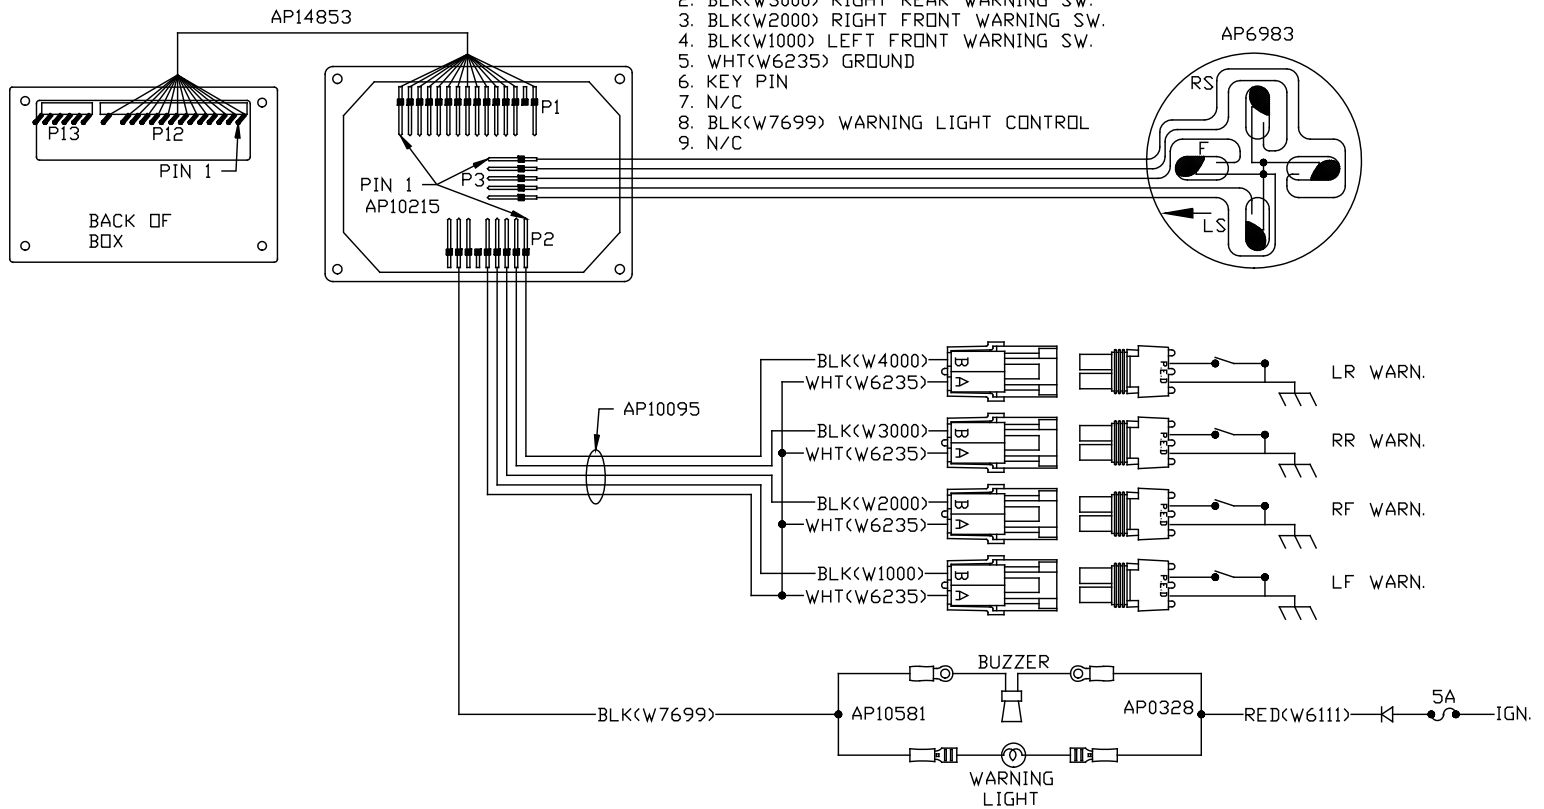 AP14853
2. BLK(W3000) RIGHT REAR WARNING SW.
3. BLK(W2000) RIGHT FRONT WARNING SW.
4. BLK(W1000) LEFT FRONT WARNING SW.
5. WHT(W6235) GROUND
6. KEY PIN
7. N/C
8. BLK(W7699) WARNING LIGHT CONTROL
9. N/C
AP6983
RS
F
LS
P13
P12
PIN 1
BACK OF
BOX
P1
P3
PIN 1
AP10215
P2
AP10095
BLK(W4000)
WHT(W6235)
B
A
PED
LR WARN.
BLK(W3000)
WHT(W6235)
B
A
PED
RR WARN.
BLK(W2000)
WHT(W6235)
B
A
PED
RF WARN.
BLK(W1000)
WHT(W6235)
B
A
PED
LF WARN.
BUZZER
BLK(W7699)
AP10581
AP0328
RED(W6111)
5A
IGN.
WARNING
LIGHT